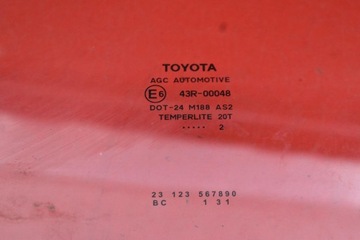 TOYOTA
AGC AUTOMOTIVE
E6 43R-00048
DOT-24 M188 AS2
TEMPERLITE 20T
..... 2
23 123 567890
BC 1 31